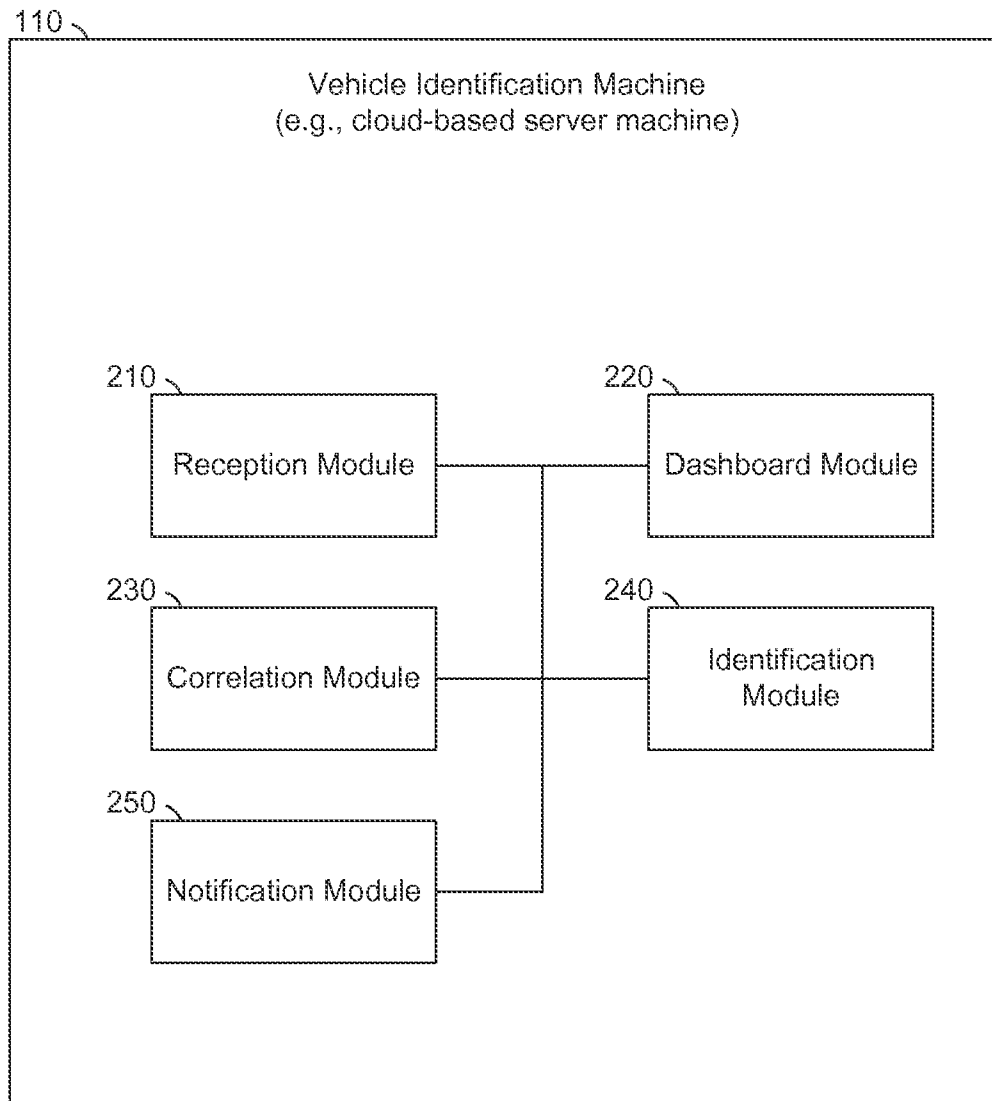 110
Vehicle Identification Machine
(e.g., cloud-based server machine)
210
220
Reception Module
Dashboard Module
230
240
Correlation Module
Identification
Module
250
Notification Module